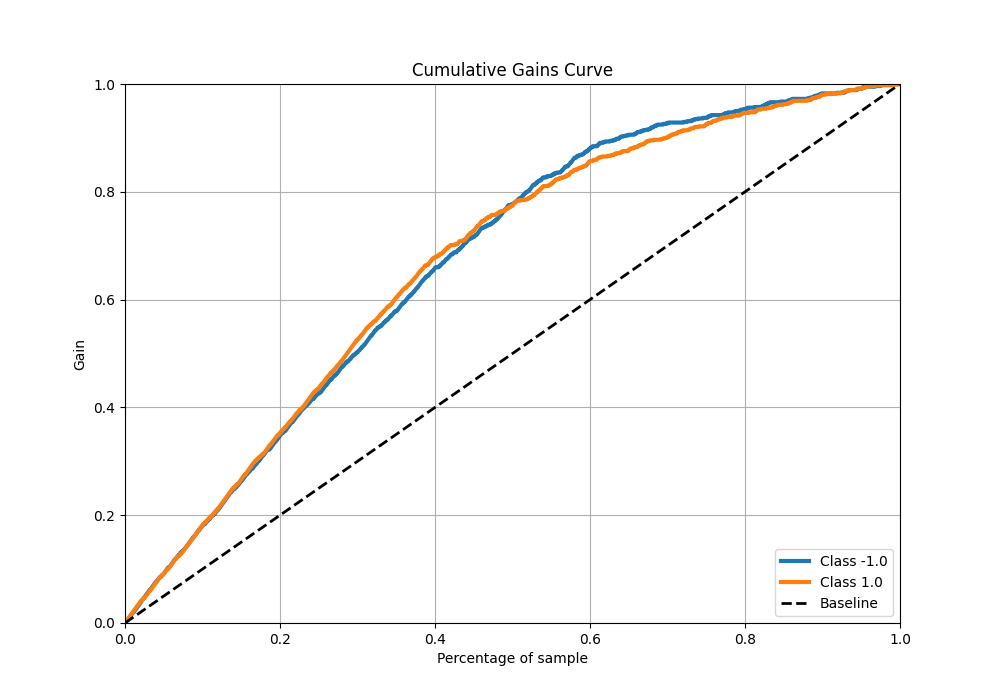 Cumulative Gains Curve
1.0
0.8
0.6
0.4
0.2
0.0
Gain
0.0 0.2 0.4 0.6 0.8 1.0
Percentage of sample
Class -1.0
Class 1.0
Baseline